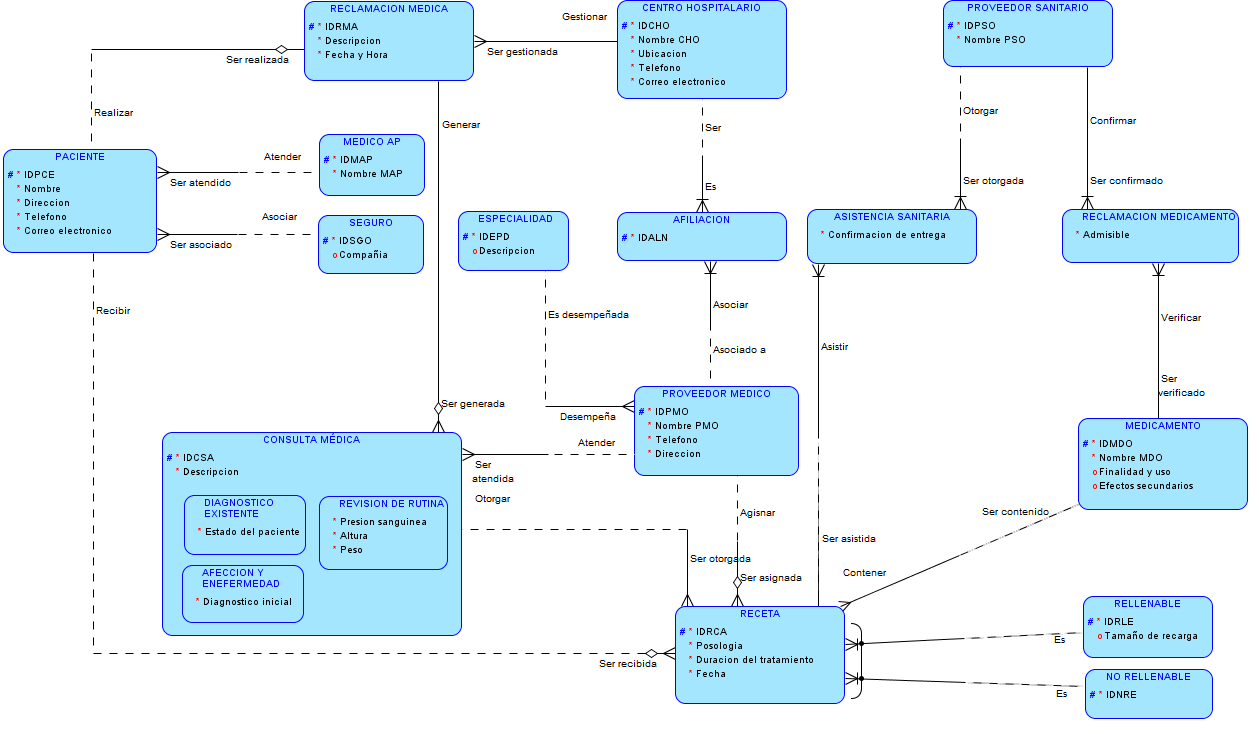 RECLAMACION MEDICA
# * IDRMA
* Descripcion
* Fecha y Hora
CENTRO HOSPITALARIO
# * IDCHO
* Nombre CHO
* Ubicacion
* Telefono
* Correo electronico
PROVEEDOR SANITARIO
# * IDPSO
* Nombre PSO
Gestionar
Ser gestionada
Ser realizada
Realizar
Generar
Ser
Es
Otorgar
Confirmar
Ser otorgada
Ser confirmado
PACIENTE
# * IDPCE
* Nombre
* Direccion
* Telefono
* Correo electronico
MEDICO AP
# * IDMAP
* Nombre MAP
Atender
Ser atendido
Asociar
Ser asociado
SEGURO
# * IDSGO
o Compañia
ESPECIALIDAD
# * IDEPD
o Descripcion
AFILIACION
# * IDALN
ASISTENCIA SANITARIA
* Confirmacion de entrega
RECLAMACION MEDICAMENTO
* Admisible
Recibir
Es desempeñada
Asociar
Asociado a
Asistir
Verificar
Ser
verificado
PROVEEDOR MEDICO
# * IDPMO
* Nombre PMO
* Telefono
* Direccion
Desempeña
Atender
Ser generada
Ser
atendida
MEDICAMENTO
# * IDMDO
* Nombre MDO
o Finalidad y uso
o Efectos secundarios
CONSULTA MÉDICA
# * IDCSA
* Descripcion
DIAGNOSTICO
EXISTENTE
* Estado del paciente
REVISION DE RUTINA
* Presion sanguinea
* Altura
* Peso
AFECCION Y
ENEFERMEDAD
* Diagnostico inicial
Otorgar
Ser otorgada
Agisnar
Ser asignada
Ser asistida
Ser contenido
Contener
Ser recibida
RECETA
# * IDRCA
* Posologia
* Duracion del tratamiento
* Fecha
RELLENABLE
# * IDRLE
o Tamaño de recarga
Es
NO RELLENABLE
# * IDNRE
Es